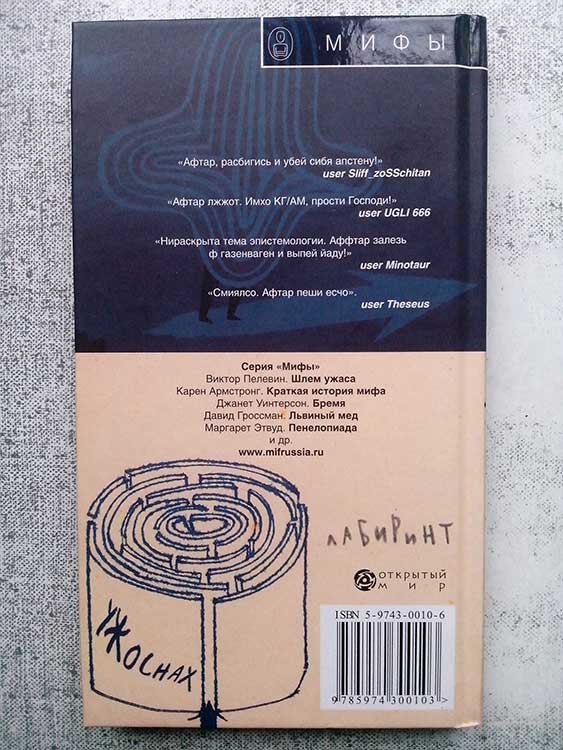 МИФЫ
«Афтар, расбигись и убей сибя апстену!»
user Sliff_zoSSchitan
«Афтар лжжот. Имхо КГ/АМ, прости Господи!»
user UGLI 666
«Нираскрыта тема эпистемологии. Аффтар залезь
ф газенваген и выпей йаду!»
user Minotaur
«Смиялсо. Афтар пеши есчо».
user Theseus
Серия «Мифы»
Виктор Пелевин. Шлем ужаса
Карен Армстронг. Краткая история мифа
Джанет Уинтерсон. Бремя
Давид Гроссман. Львиный мед
Маргарет Этвуд. Пенелопиада
и др.
www.mifrussia.ru
лАБИРИНТ
ОТКРЫТЫЙ
МИР
УЖОСНАХ
ISBN 5-9743-0010-6
9 785974 300103 >